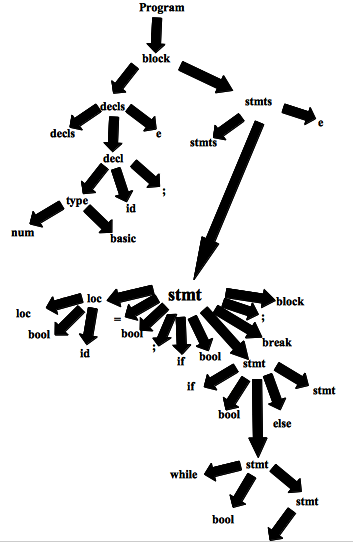 Program
block
decls
stmts
decls
e
stmts
e
decl
type
id
;
num
basic
loc
stmt
block
loc
=
bool
;
bool
id
;
if
bool
break
stmt
if
stmt
bool
else
while
stmt
stmt
bool